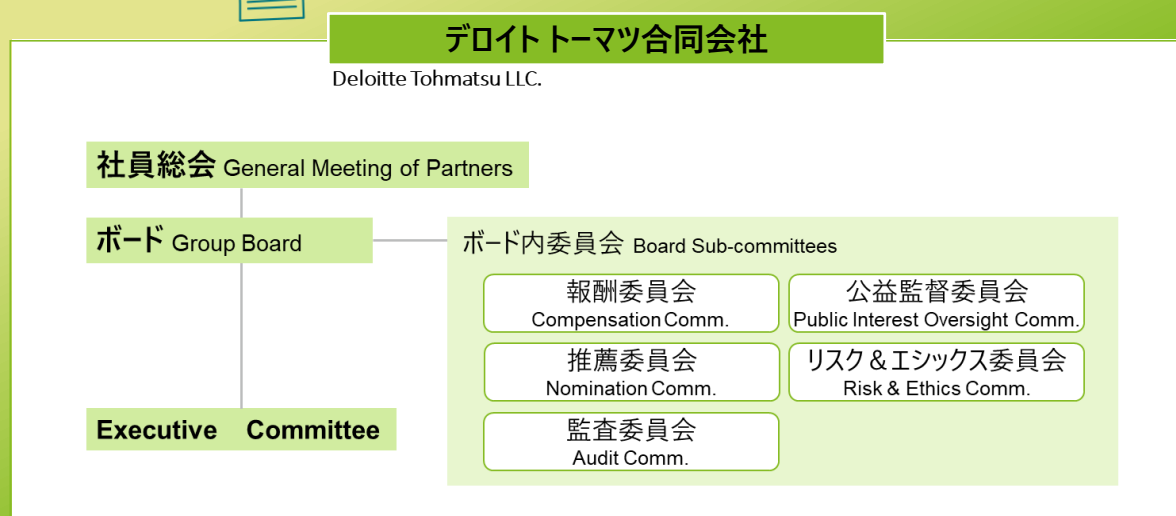 デロイト トーマツ合同会社
Deloitte Tohmatsu LLC.
社員総会 General Meeting of Partners
ボード Group Board
ボード内委員会 Board Sub-committees
報酬委員会
Compensation Comm.
公益監督委員会
Public Interest Oversight Comm.
推薦委員会
Nomination Comm.
リスク＆エシックス委員会
Risk & Ethics Comm.
監査委員会
Audit Comm.
Executive Committee